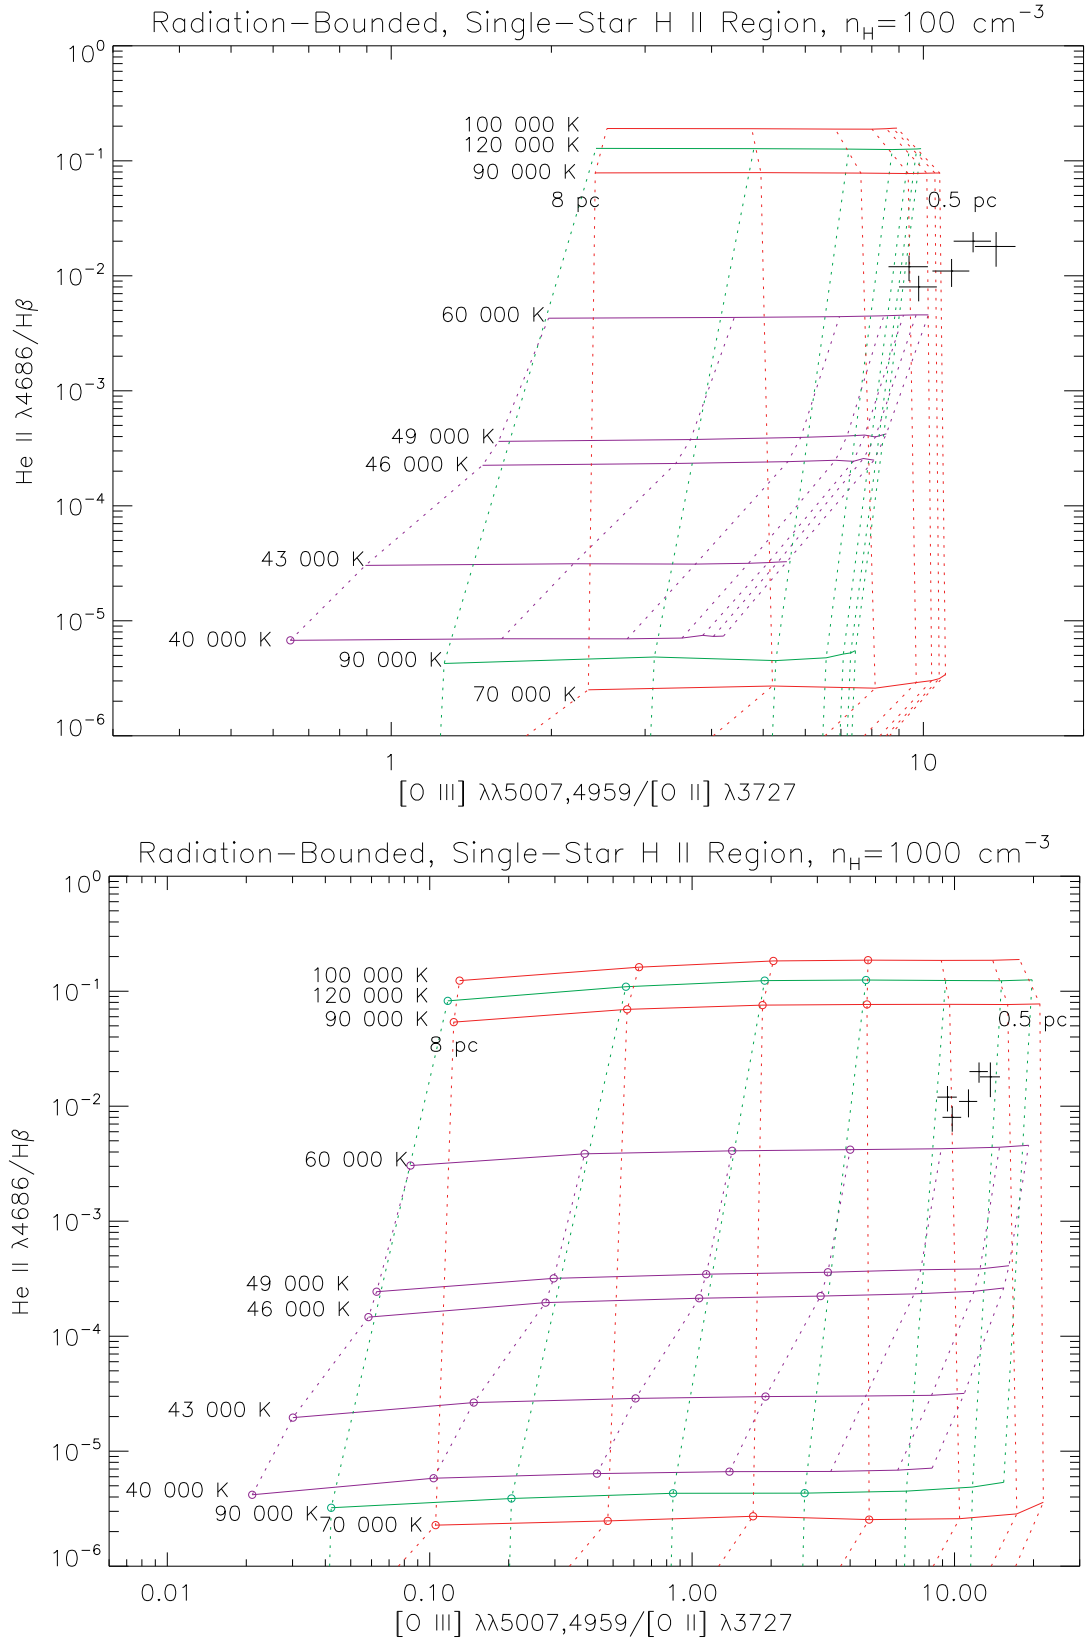 Radiation−Bounded, Single−Star H II Region, n_H=100 cm^−3
10^0
100 000 K
120 000 K
10^−1
90 000 K
8 pc
0.5 pc
10^−2
60 000 K
10^−3
49 000 K
46 000 K
10^−4
43 000 K
10^−5
40 000 K
90 000 K
70 000 K
10^−6
He II λ4686/Hβ
1
10
[O III] λλ5007,4959/[O II] λ3727
Radiation−Bounded, Single−Star H II Region, n_H=1000 cm^−3
10^0
100 000 K
10^−1
120 000 K
90 000 K
0.5 pc
8 pc
10^−2
60 000 K
10^−3
49 000 K
46 000 K
10^−4
43 000 K
10^−5
40 000 K
90 000 K
70 000 K
10^−6
He II λ4686/Hβ
0.01
0.10
1.00
10.00
[O III] λλ5007,4959/[O II] λ3727